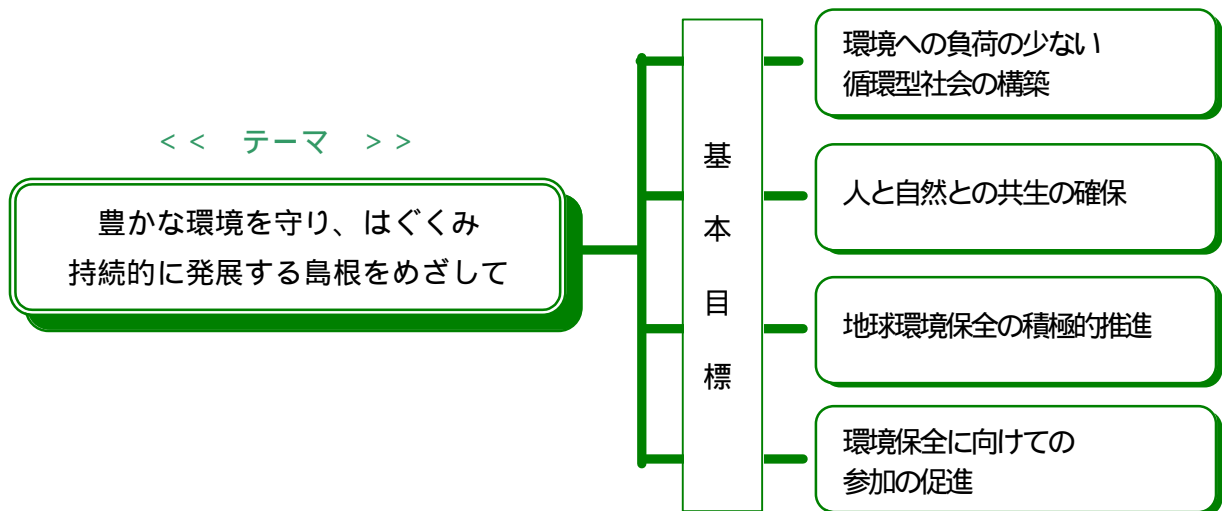 << テーマ >>
豊かな環境を守り、はぐくみ
持続的に発展する島根をめざして
基本目標
環境への負荷の少ない
循環型社会の構築
人と自然との共生の確保
地球環境保全の積極的推進
環境保全に向けての
参加の促進